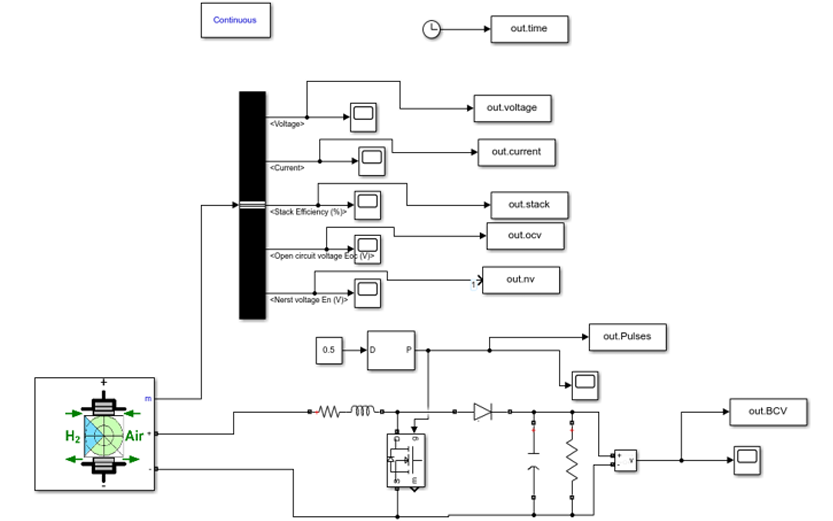 Continuous
out.time
out.voltage
<Voltage>
out.current
<Current>
out.stack
<Stack Efficiency (%)>
out.ocv
<Open circuit voltage Eoc (V)>
out.nv
1
<Nerst voltage En (V)>
out.Pulses
0.5
D
P
+
m
out.BCV
H2
Air
+
-
-
g
D
S
m
+
-
v